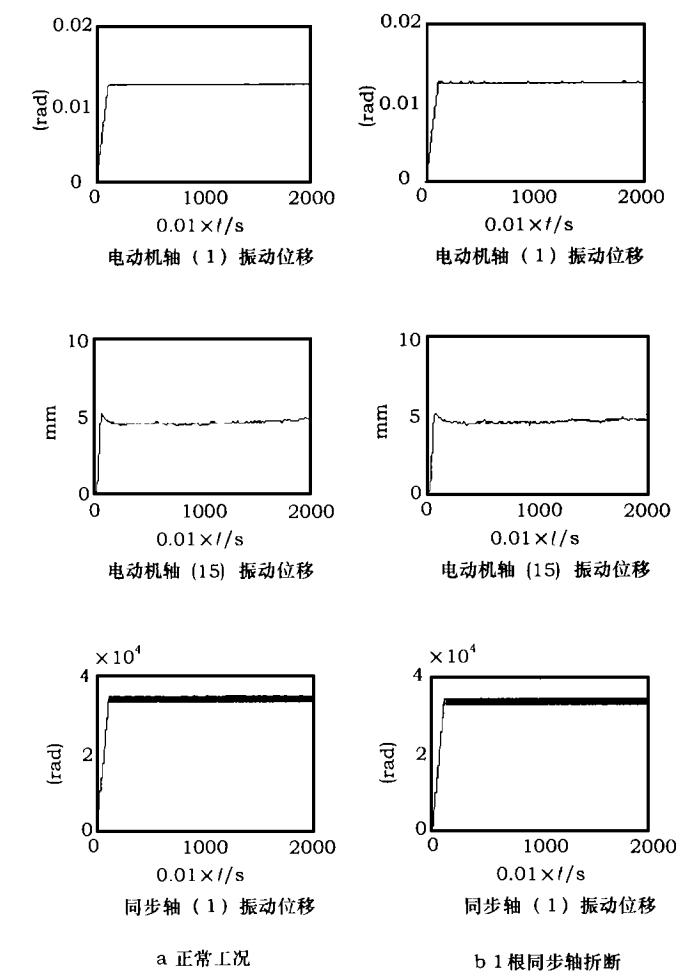 0.02
(rad)
0.01
0
0 1000 2000
0.01×t/s
电动机轴（1）振动位移
0.02
(rad)
0.01
0
0 1000 2000
0.01×t/s
电动机轴（1）振动位移
10
mm
5
0
0 1000 2000
0.01×t/s
电动机轴 (15) 振动位移
10
mm
5
0
0 1000 2000
0.01×t/s
电动机轴 (15) 振动位移
×10⁴
4
(rad)
2
0
0 1000 2000
0.01×t/s
同步轴（1）振动位移
×10⁴
4
(rad)
2
0
0 1000 2000
0.01×t/s
同步轴（1）振动位移
a 正常工况
b 1根同步轴折断